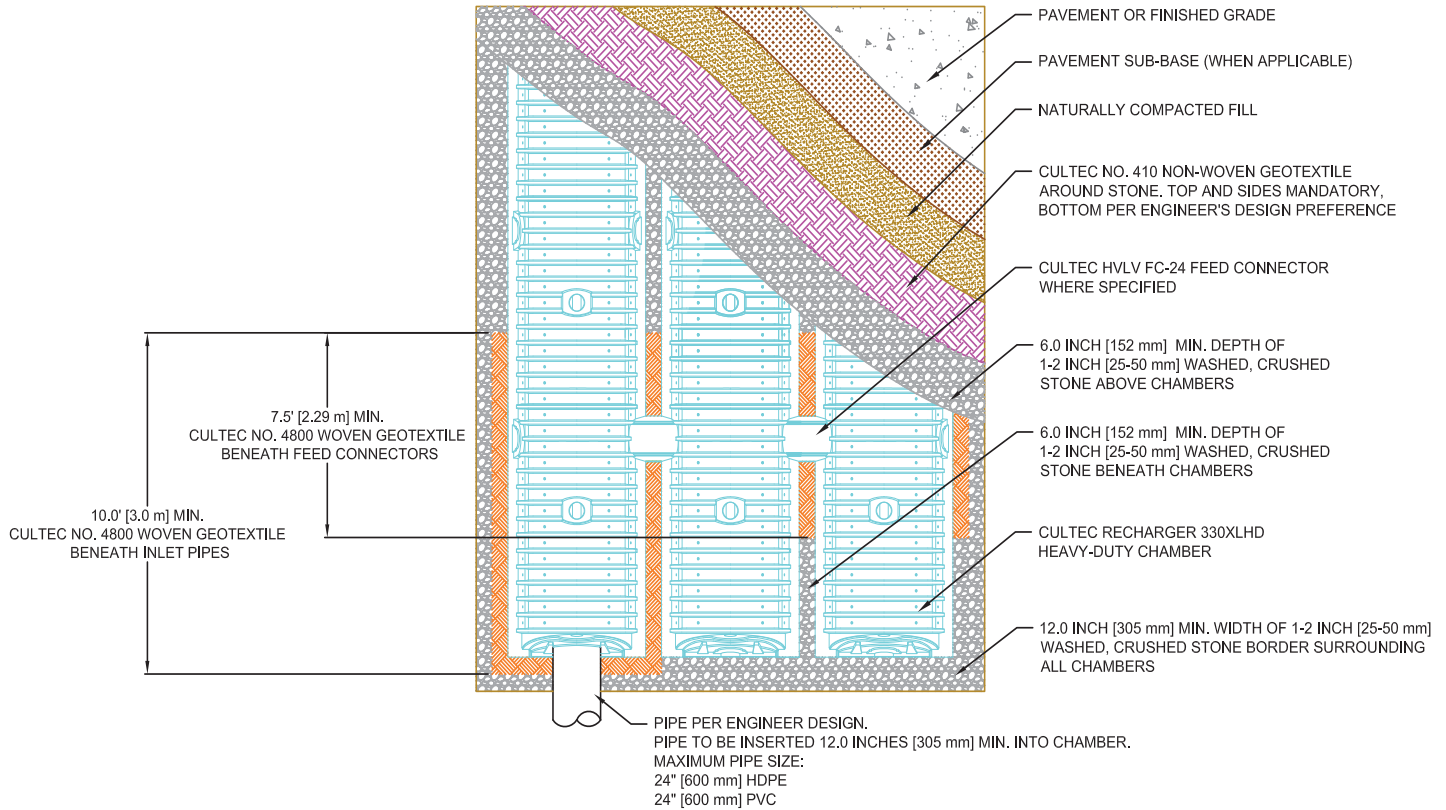 PAVEMENT OR FINISHED GRADE
PAVEMENT SUB-BASE (WHEN APPLICABLE)
NATURALLY COMPACTED FILL
CULTEC NO. 410 NON-WOVEN GEOTEXTILE
AROUND STONE. TOP AND SIDES MANDATORY,
BOTTOM PER ENGINEER'S DESIGN PREFERENCE
CULTEC HVLV FC-24 FEED CONNECTOR
WHERE SPECIFIED
6.0 INCH [152 mm] MIN. DEPTH OF
1-2 INCH [25-50 mm] WASHED, CRUSHED
STONE ABOVE CHAMBERS
6.0 INCH [152 mm] MIN. DEPTH OF
1-2 INCH [25-50 mm] WASHED, CRUSHED
STONE BENEATH CHAMBERS
CULTEC RECHARGER 330XLHD
HEAVY-DUTY CHAMBER
12.0 INCH [305 mm] MIN. WIDTH OF 1-2 INCH [25-50 mm]
WASHED, CRUSHED STONE BORDER SURROUNDING
ALL CHAMBERS
7.5' [2.29 m] MIN.
CULTEC NO. 4800 WOVEN GEOTEXTILE
BENEATH FEED CONNECTORS
10.0' [3.0 m] MIN.
CULTEC NO. 4800 WOVEN GEOTEXTILE
BENEATH INLET PIPES
PIPE PER ENGINEER DESIGN.
PIPE TO BE INSERTED 12.0 INCHES [305 mm] MIN. INTO CHAMBER.
MAXIMUM PIPE SIZE:
24" [600 mm] HDPE
24" [600 mm] PVC